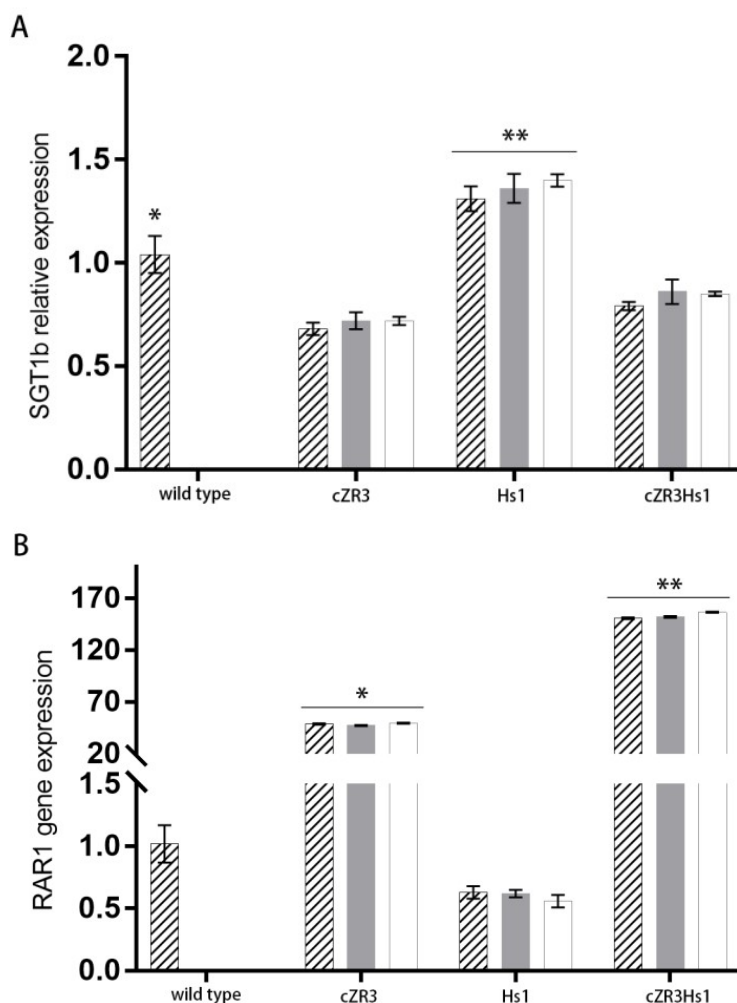 A
SGT1b relative expression
2.0
1.5
1.0
0.5
0.0
*
**
wild type cZR3 Hs1 cZR3Hs1
B
RAR1 gene expression
170
120
70
20
1.5
1.0
0.5
0.0
*
**
wild type cZR3 Hs1 cZR3Hs1